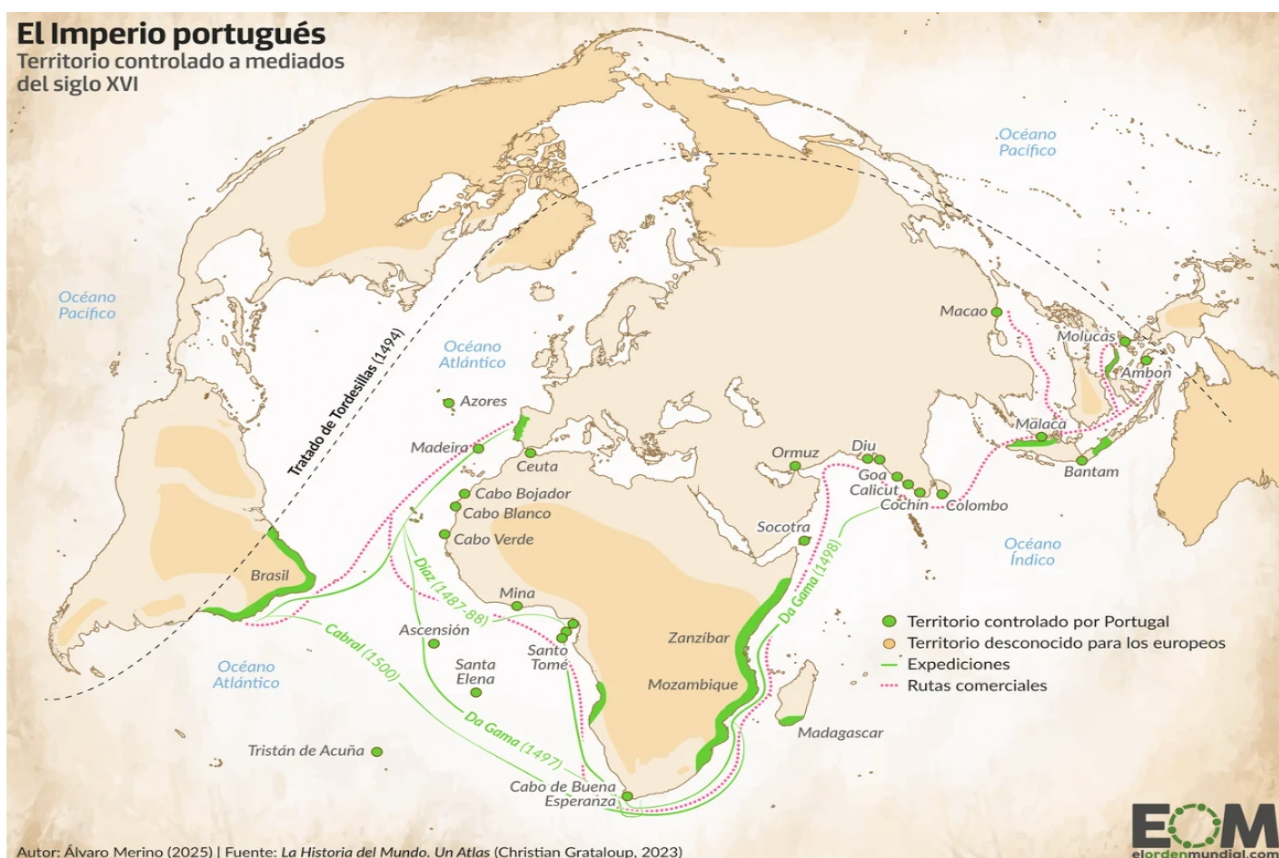 El Imperio portugués
Territorio controlado a mediados
del siglo XVI
Océano
Pacífico
Océano
Pacífico
Tratado de Tordesillas (1494)
Océano
Atlántico
Azores
Madeira
Ceuta
Cabo Bojador
Cabo Blanco
Cabo Verde
Macao
Molucas
Ambon
Malaca
Bantam
Ormuz
Diu
Goa
Calicut
Cochin
Colombo
Socotra
Océano
Índico
Brasil
Díaz (1487-88)
Mina
Ascensión
Santo
Tomé
Santa
Elena
Cabral (1500)
Da Gama (1497)
Da Gama (1498)
Zanzíbar
Mozambique
Madagascar
Océano
Atlántico
Tristán de Acuña
Cabo de Buena
Esperanza
Territorio controlado por Portugal
Territorio desconocido para los europeos
Expediciones
Rutas comerciales
Autor: Álvaro Merino (2025) | Fuente: La Historia del Mundo. Un Atlas (Christian Grataloup, 2023)
EOM
elordenmundial.com